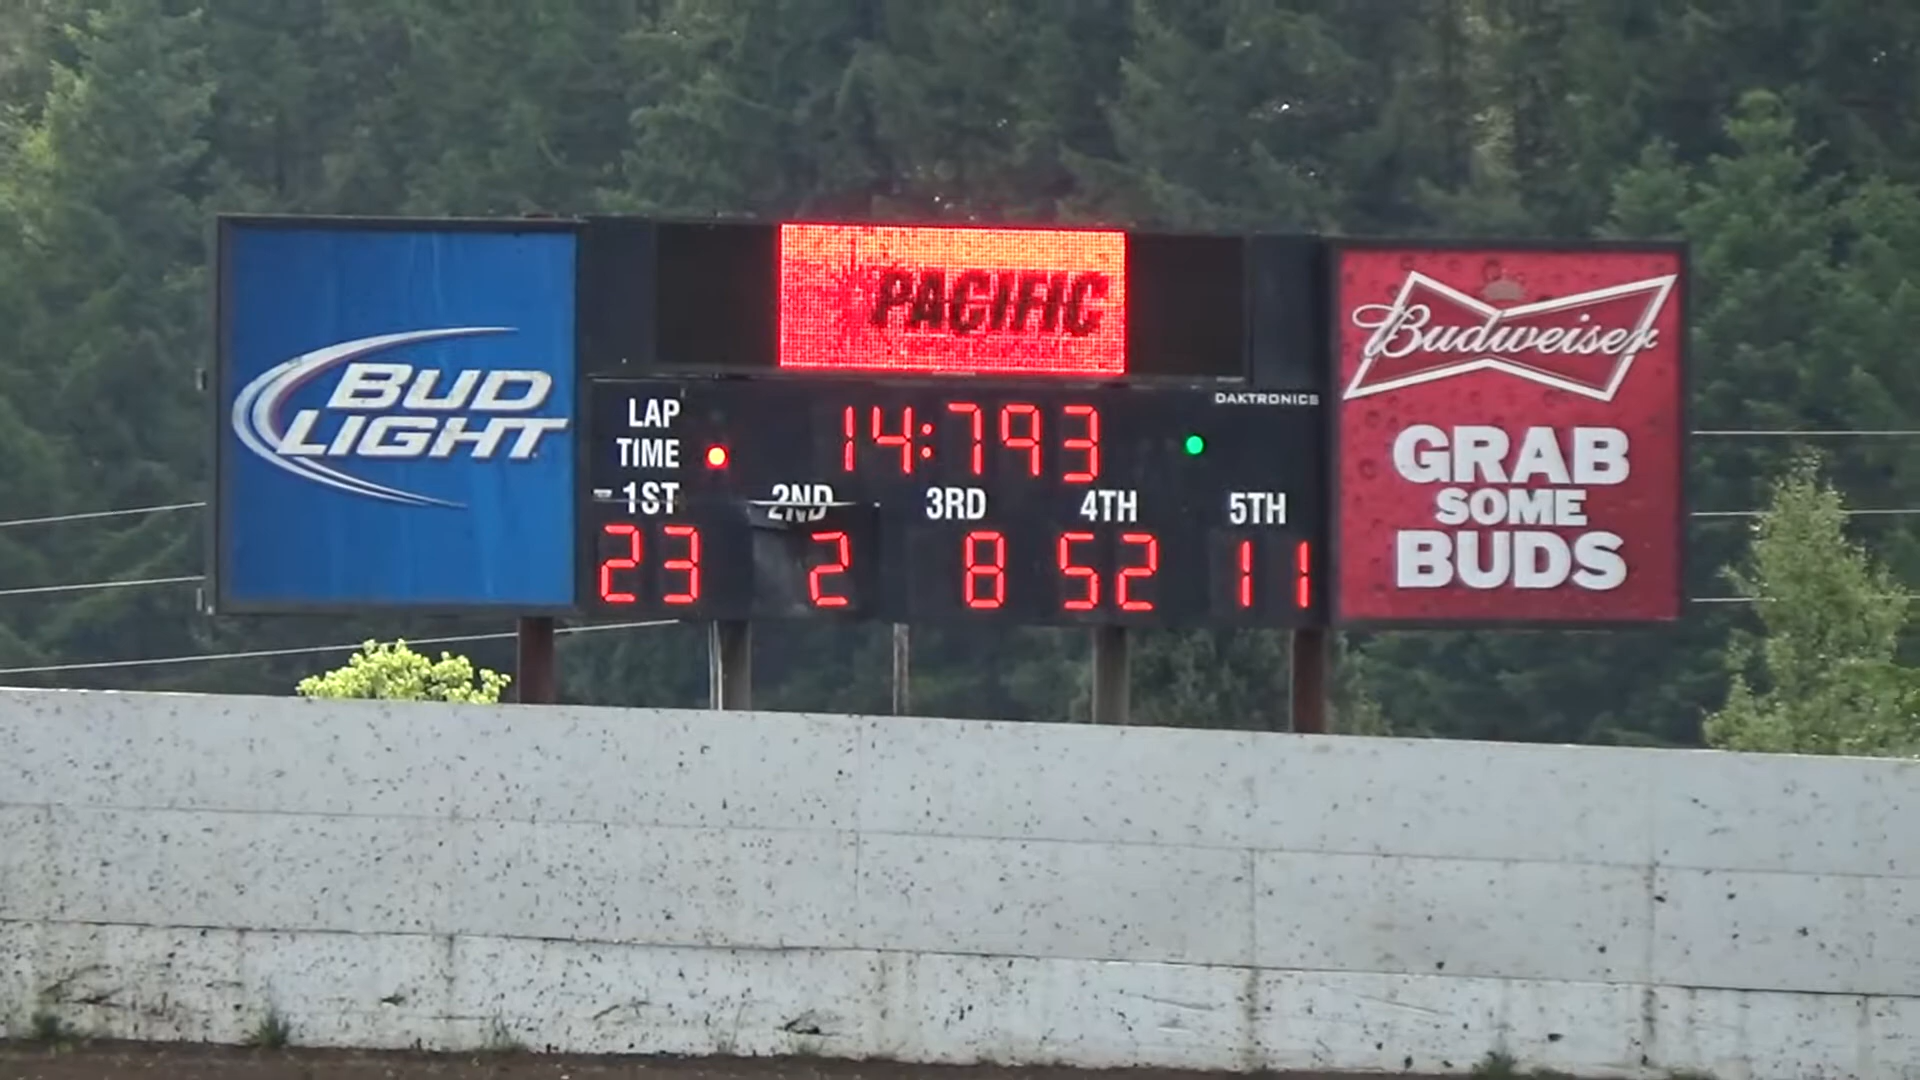 BUD
LIGHT
PACIFIC
DAKTRONICS
LAP
TIME
14:793
1ST 2ND 3RD 4TH 5TH
23 2 8 52 11
Budweiser
GRAB
SOME
BUDS